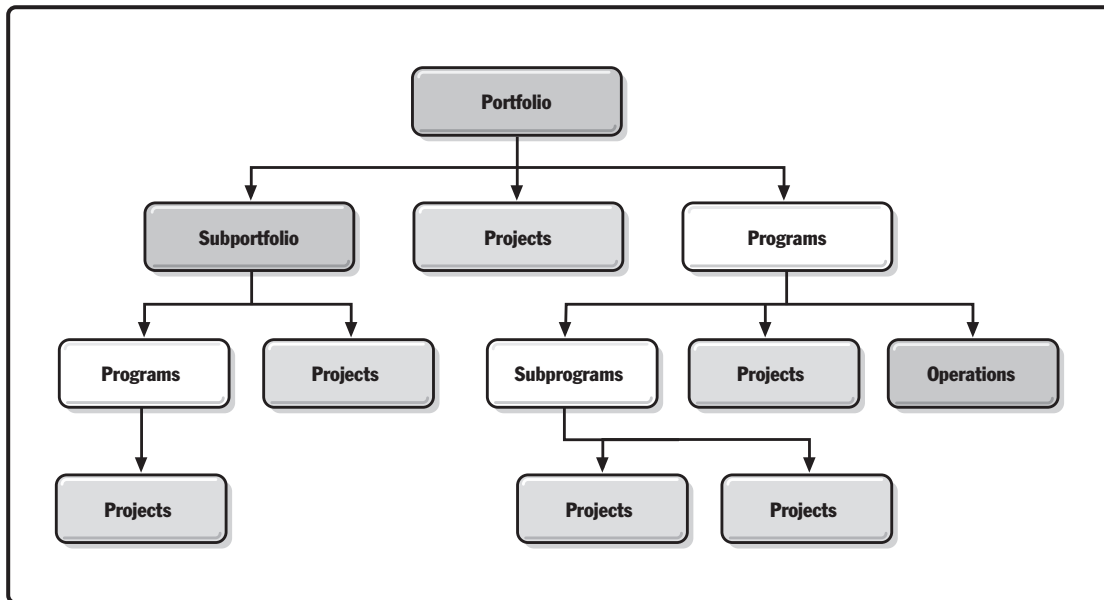 Portfolio
Subportfolio
Projects
Programs
Programs
Projects
Subprograms
Projects
Operations
Projects
Projects
Projects